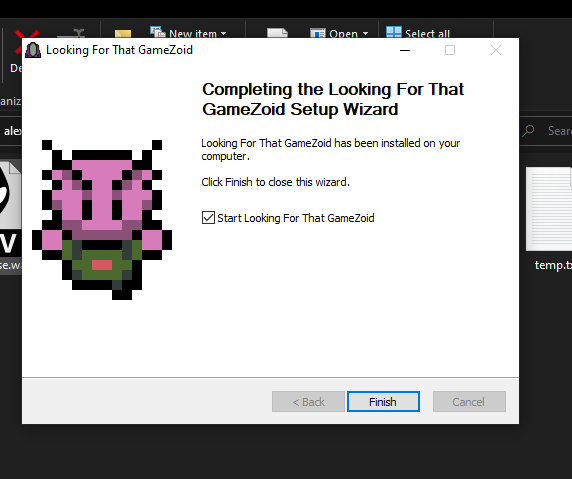 New item
Open
Select all
Looking For That GameZoid
De
aniz
alex
Sear
Completing the Looking For That
GameZoid Setup Wizard
Looking For That GameZoid has been installed on your
computer.
Click Finish to close this wizard.
Start Looking For That GameZoid
V
se.wa
temp.tx
< Back
Finish
Cancel